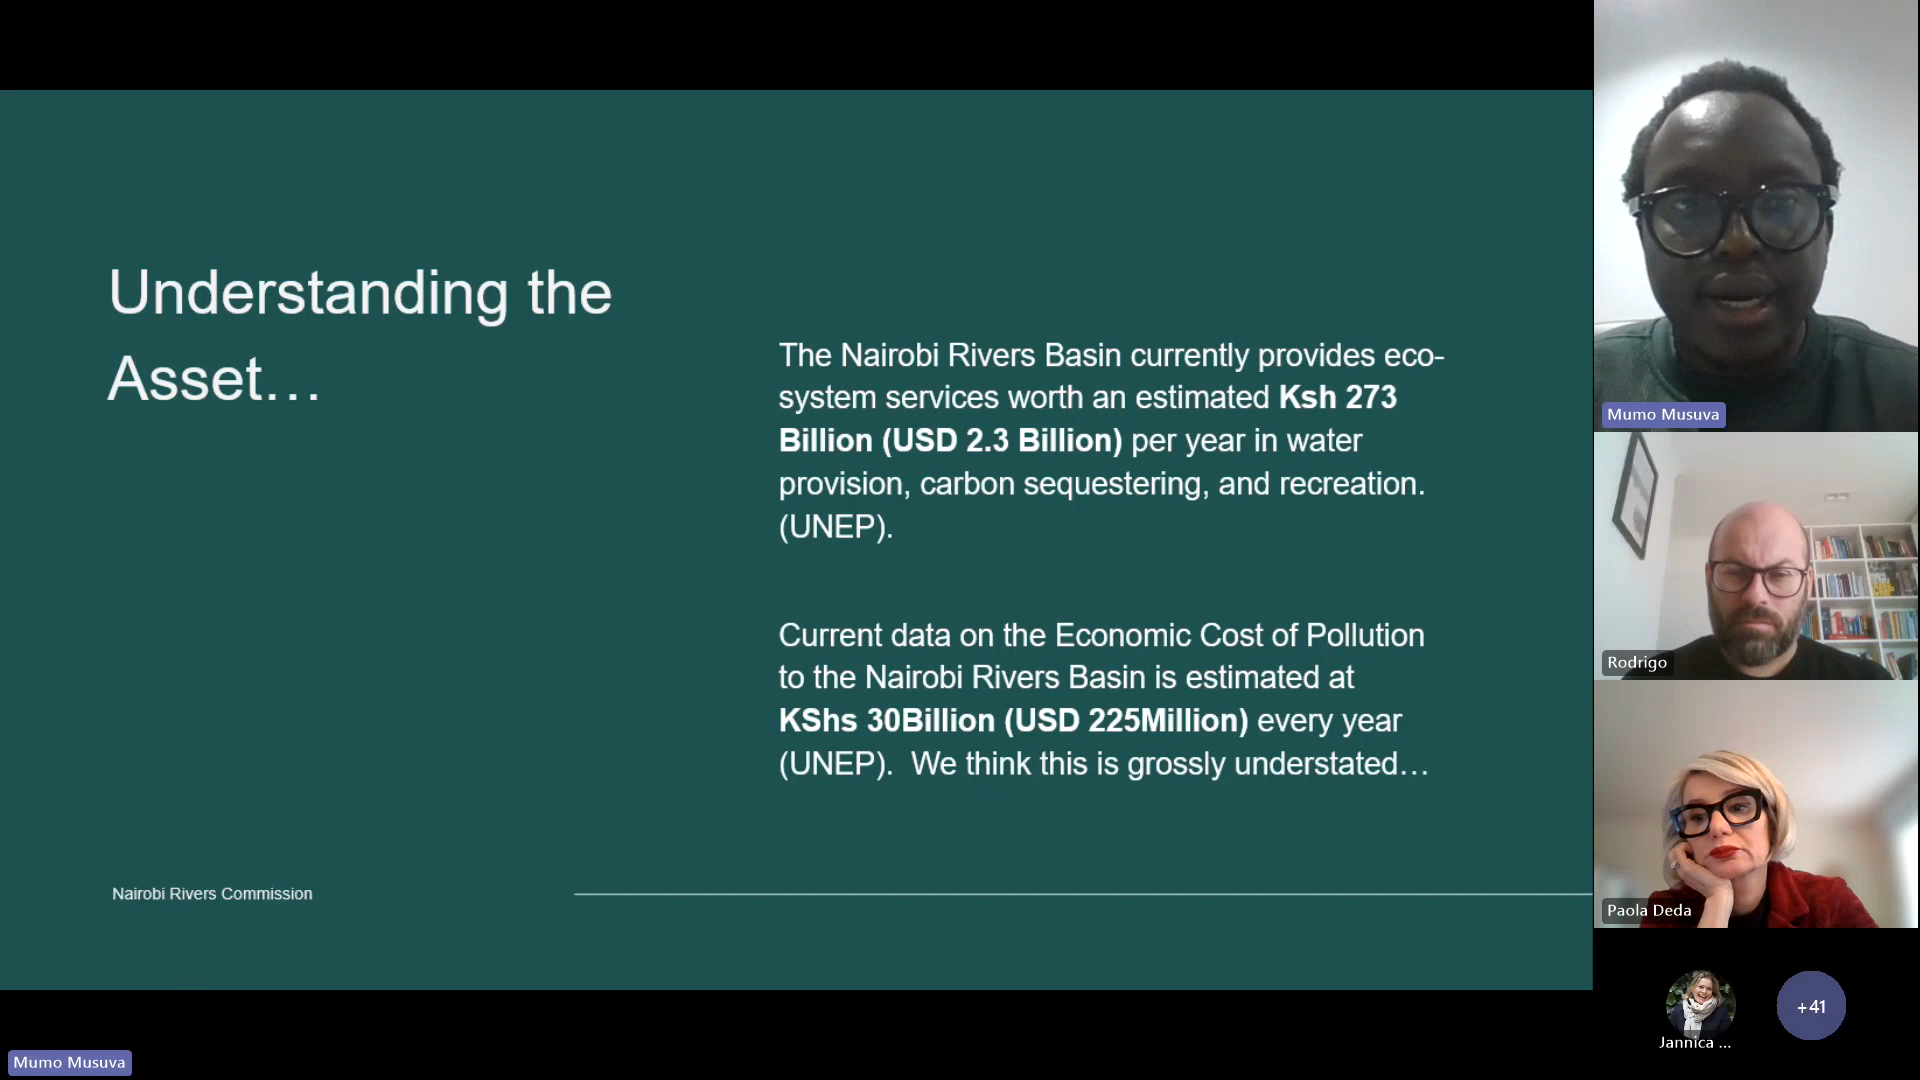 Understanding the
Asset…
The Nairobi Rivers Basin currently provides eco-
system services worth an estimated Ksh 273
Billion (USD 2.3 Billion) per year in water
provision, carbon sequestering, and recreation.
(UNEP).
Current data on the Economic Cost of Pollution
to the Nairobi Rivers Basin is estimated at
KShs 30Billion (USD 225Million) every year
(UNEP).  We think this is grossly understated…
Nairobi Rivers Commission
Mumo Musuva
Rodrigo
Paola Deda
Jannica ...
+41
Mumo Musuva